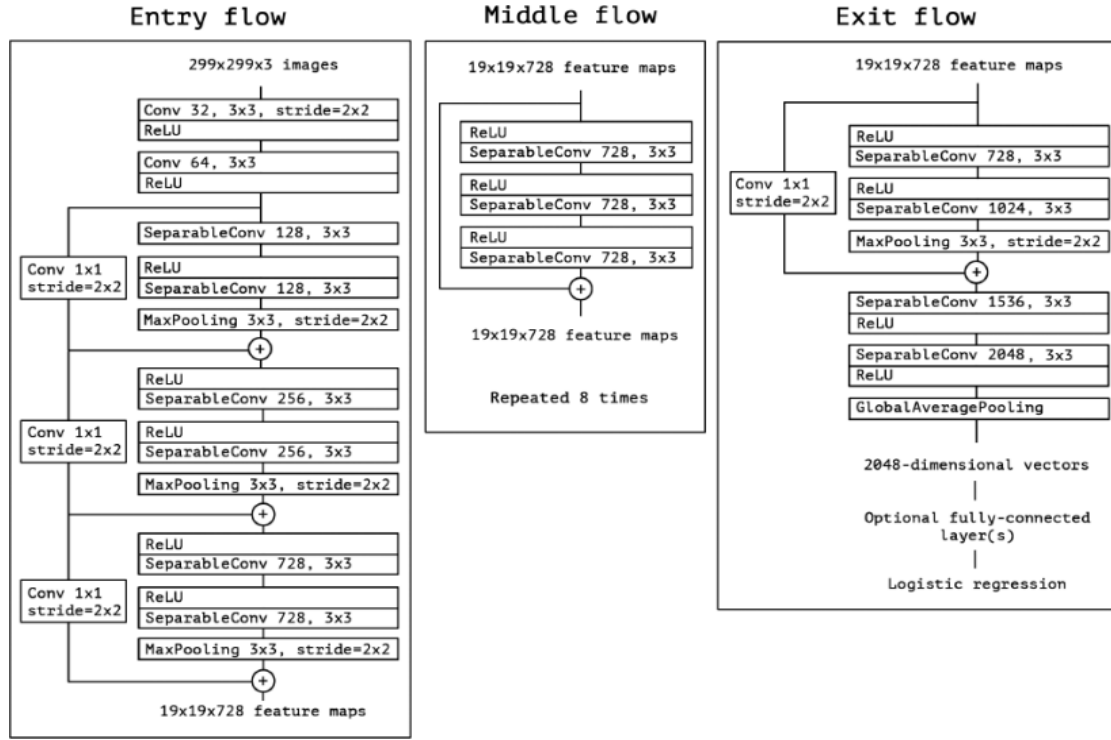 Entry flow
299x299x3 images
Conv 32, 3x3, stride=2x2
ReLU
Conv 64, 3x3
ReLU
SeparableConv 128, 3x3
Conv 1x1
stride=2x2
ReLU
SeparableConv 128, 3x3
MaxPooling 3x3, stride=2x2
+
ReLU
SeparableConv 256, 3x3
Conv 1x1
stride=2x2
ReLU
SeparableConv 256, 3x3
MaxPooling 3x3, stride=2x2
+
ReLU
SeparableConv 728, 3x3
Conv 1x1
stride=2x2
ReLU
SeparableConv 728, 3x3
MaxPooling 3x3, stride=2x2
+
19x19x728 feature maps
Middle flow
19x19x728 feature maps
ReLU
SeparableConv 728, 3x3
ReLU
SeparableConv 728, 3x3
ReLU
SeparableConv 728, 3x3
+
19x19x728 feature maps
Repeated 8 times
Exit flow
19x19x728 feature maps
ReLU
SeparableConv 728, 3x3
Conv 1x1
stride=2x2
ReLU
SeparableConv 1024, 3x3
MaxPooling 3x3, stride=2x2
+
SeparableConv 1536, 3x3
ReLU
SeparableConv 2048, 3x3
ReLU
GlobalAveragePooling
2048-dimensional vectors
Optional fully-connected
layer(s)
Logistic regression